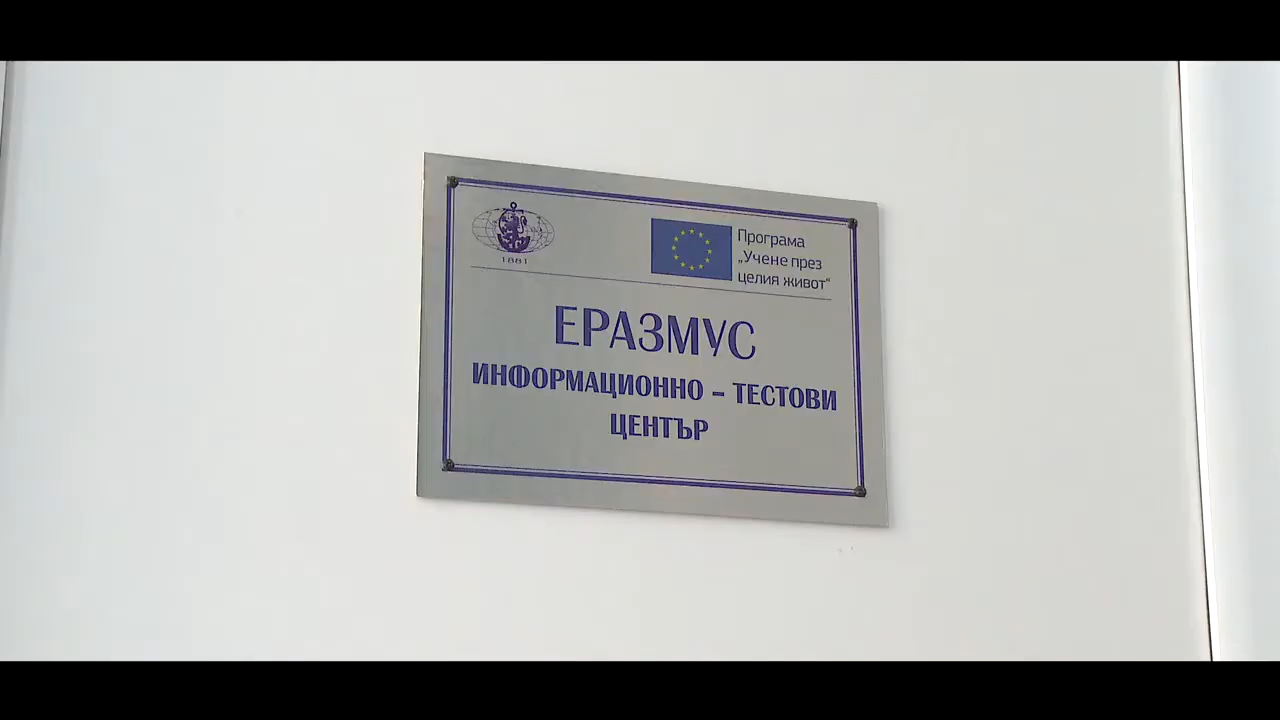 1881
Програма
„Учене през
целия живот“
ЕРАЗМУС
ИНФОРМАЦИОННО – ТЕСТОВИ
ЦЕНТЪР